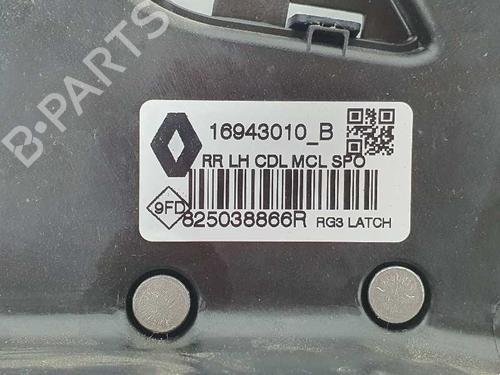 B-PARTS
16943010_B
RR LH CDL MCL SPO
9FD
825038866R RG3 LATCH